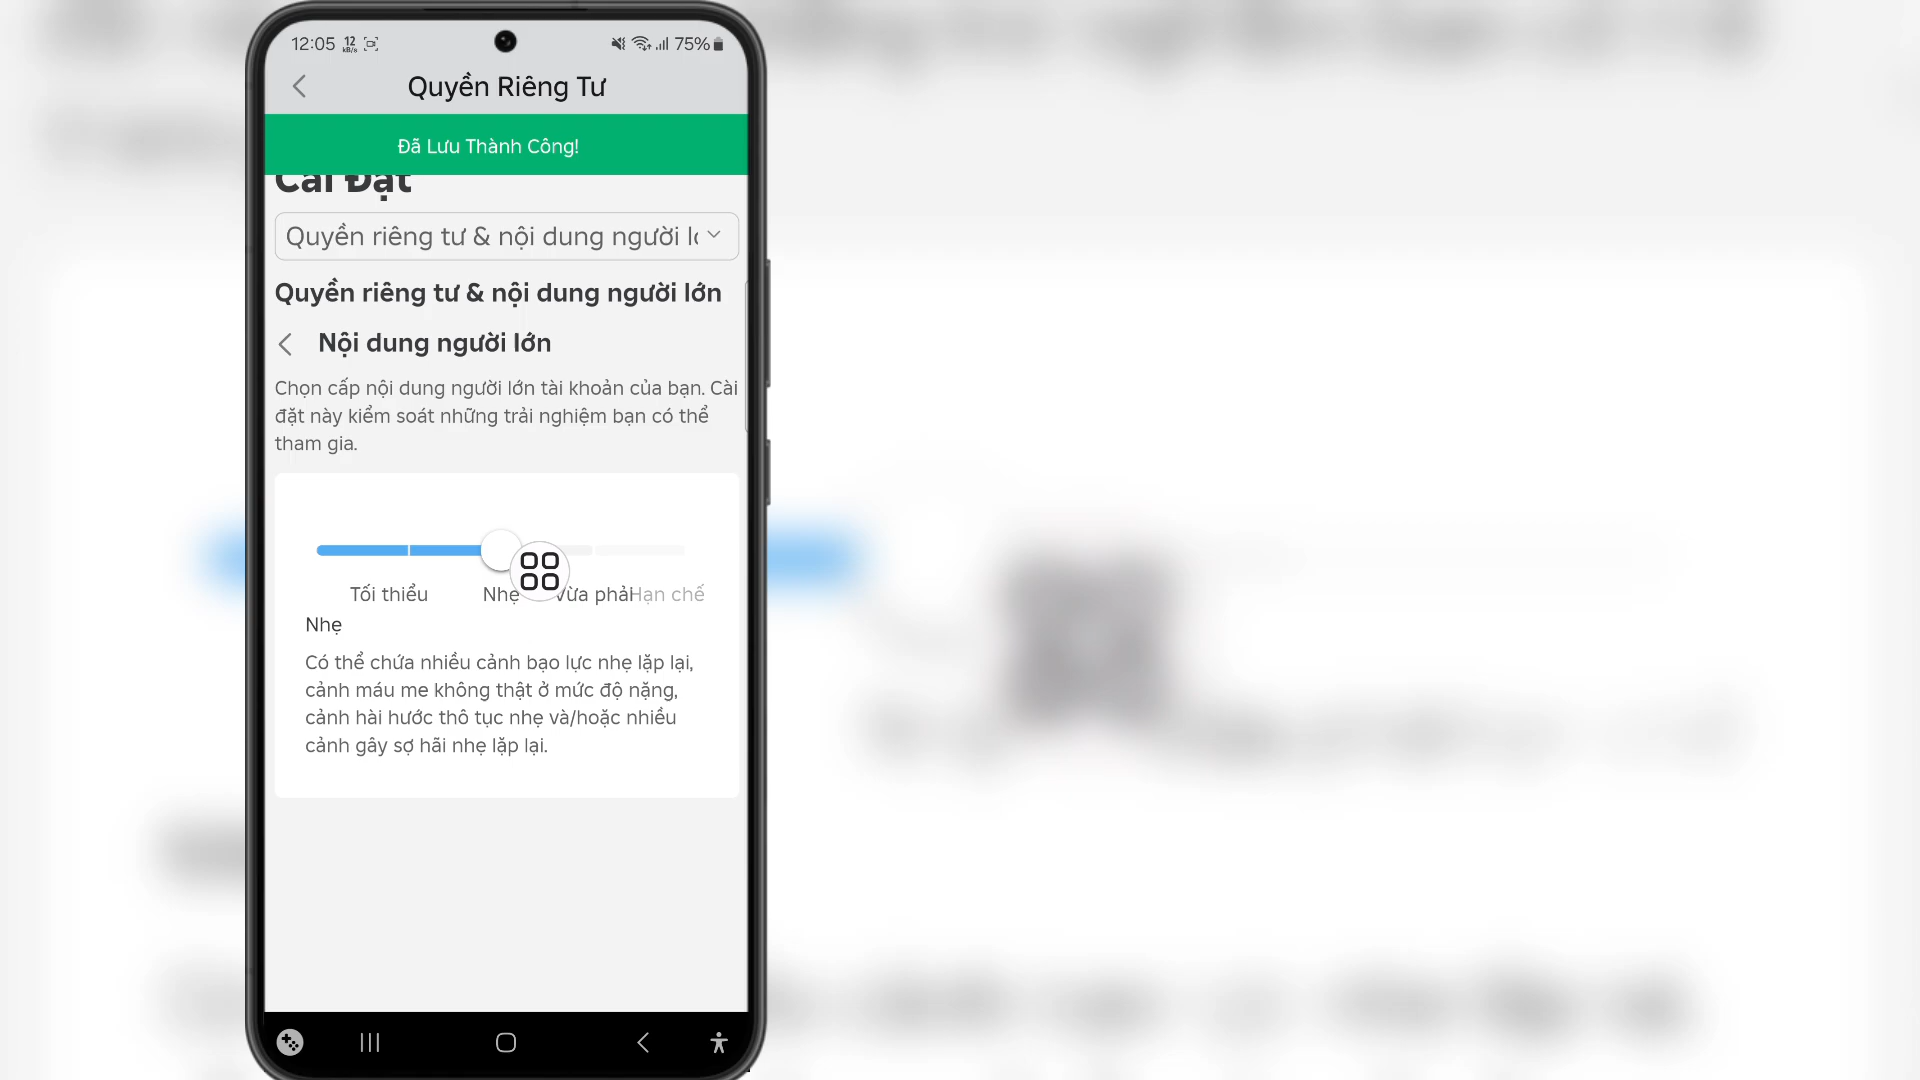 12:05 12 KB/s 75%
Quyền Riêng Tư
Đã Lưu Thành Công!
Cài Đặt
Quyền riêng tư & nội dung người lớ
Quyền riêng tư & nội dung người lớn
Nội dung người lớn
Chọn cấp nội dung người lớn tài khoản của bạn. Cài
đặt này kiểm soát những trải nghiệm bạn có thể
tham gia.
Tối thiểu Nhẹ Vừa phải Hạn chế
Nhẹ
Có thể chứa nhiều cảnh bạo lực nhẹ lặp lại,
cảnh máu me không thật ở mức độ nặng,
cảnh hài hước thô tục nhẹ và/hoặc nhiều
cảnh gây sợ hãi nhẹ lặp lại.